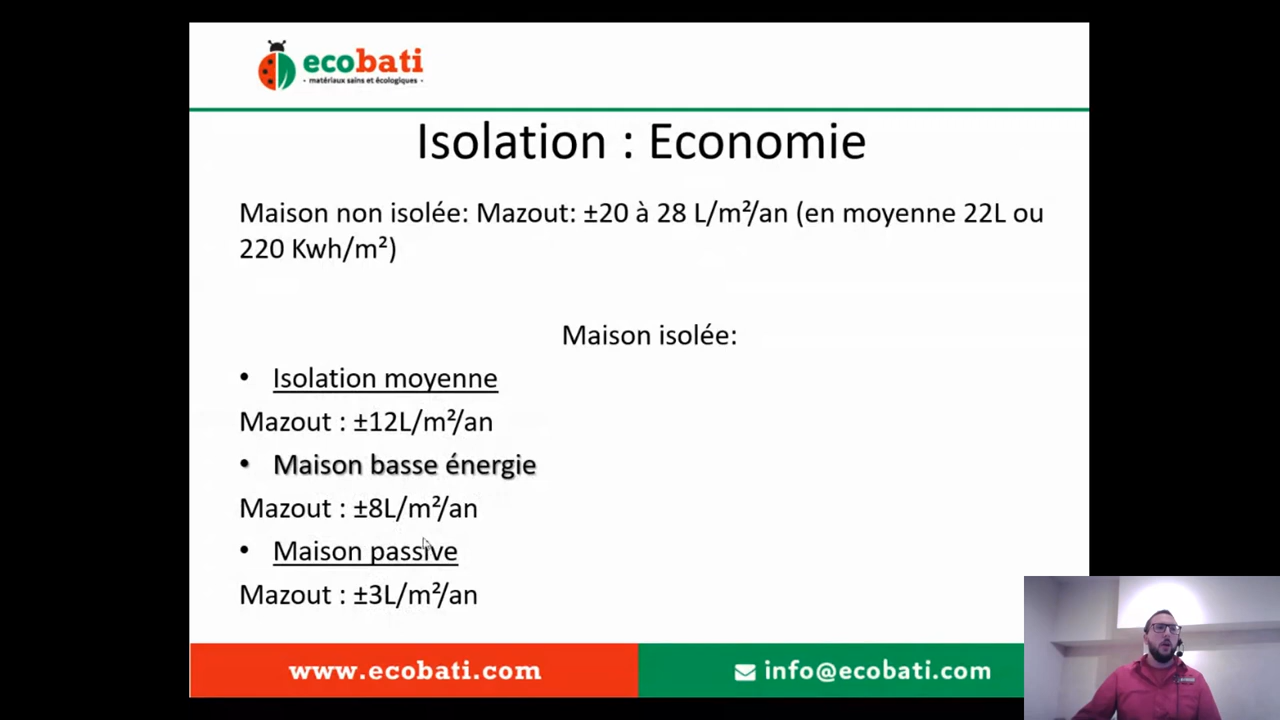 ecobati
• matériaux sains et écologiques •
Isolation : Economie
Maison non isolée: Mazout: ±20 à 28 L/m²/an (en moyenne 22L ou
220 Kwh/m²)
Maison isolée:
• Isolation moyenne
Mazout : ±12L/m²/an
• Maison basse énergie
Mazout : ±8L/m²/an
• Maison passive
Mazout : ±3L/m²/an
www.ecobati.com
info@ecobati.com